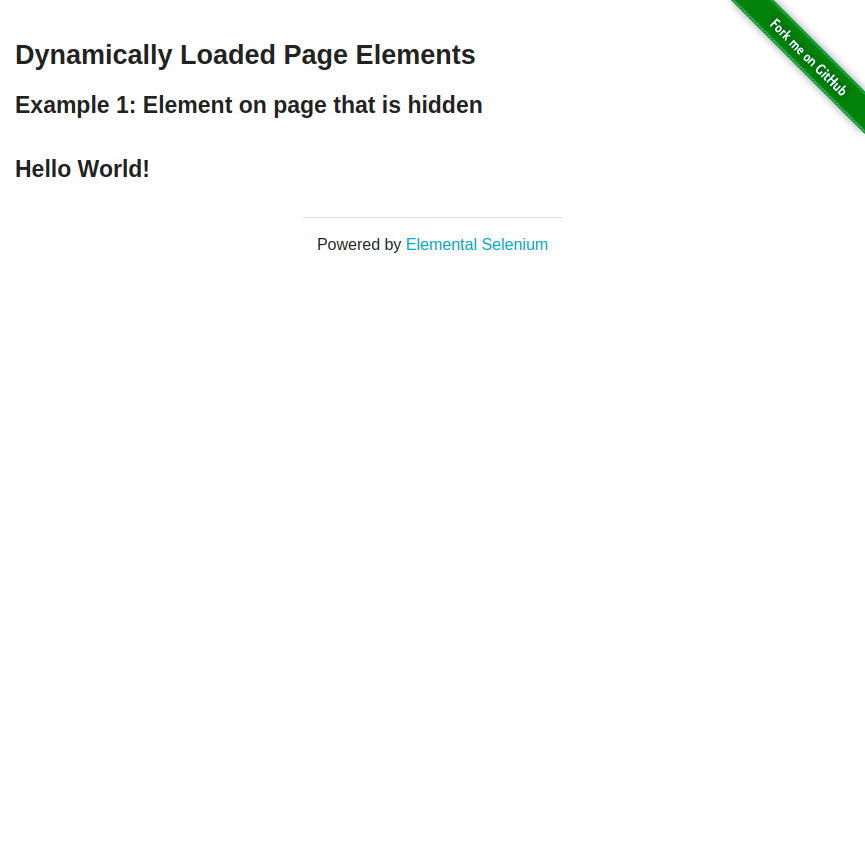 Fork me on GitHub
Dynamically Loaded Page Elements
Example 1: Element on page that is hidden
Hello World!
Powered by Elemental Selenium